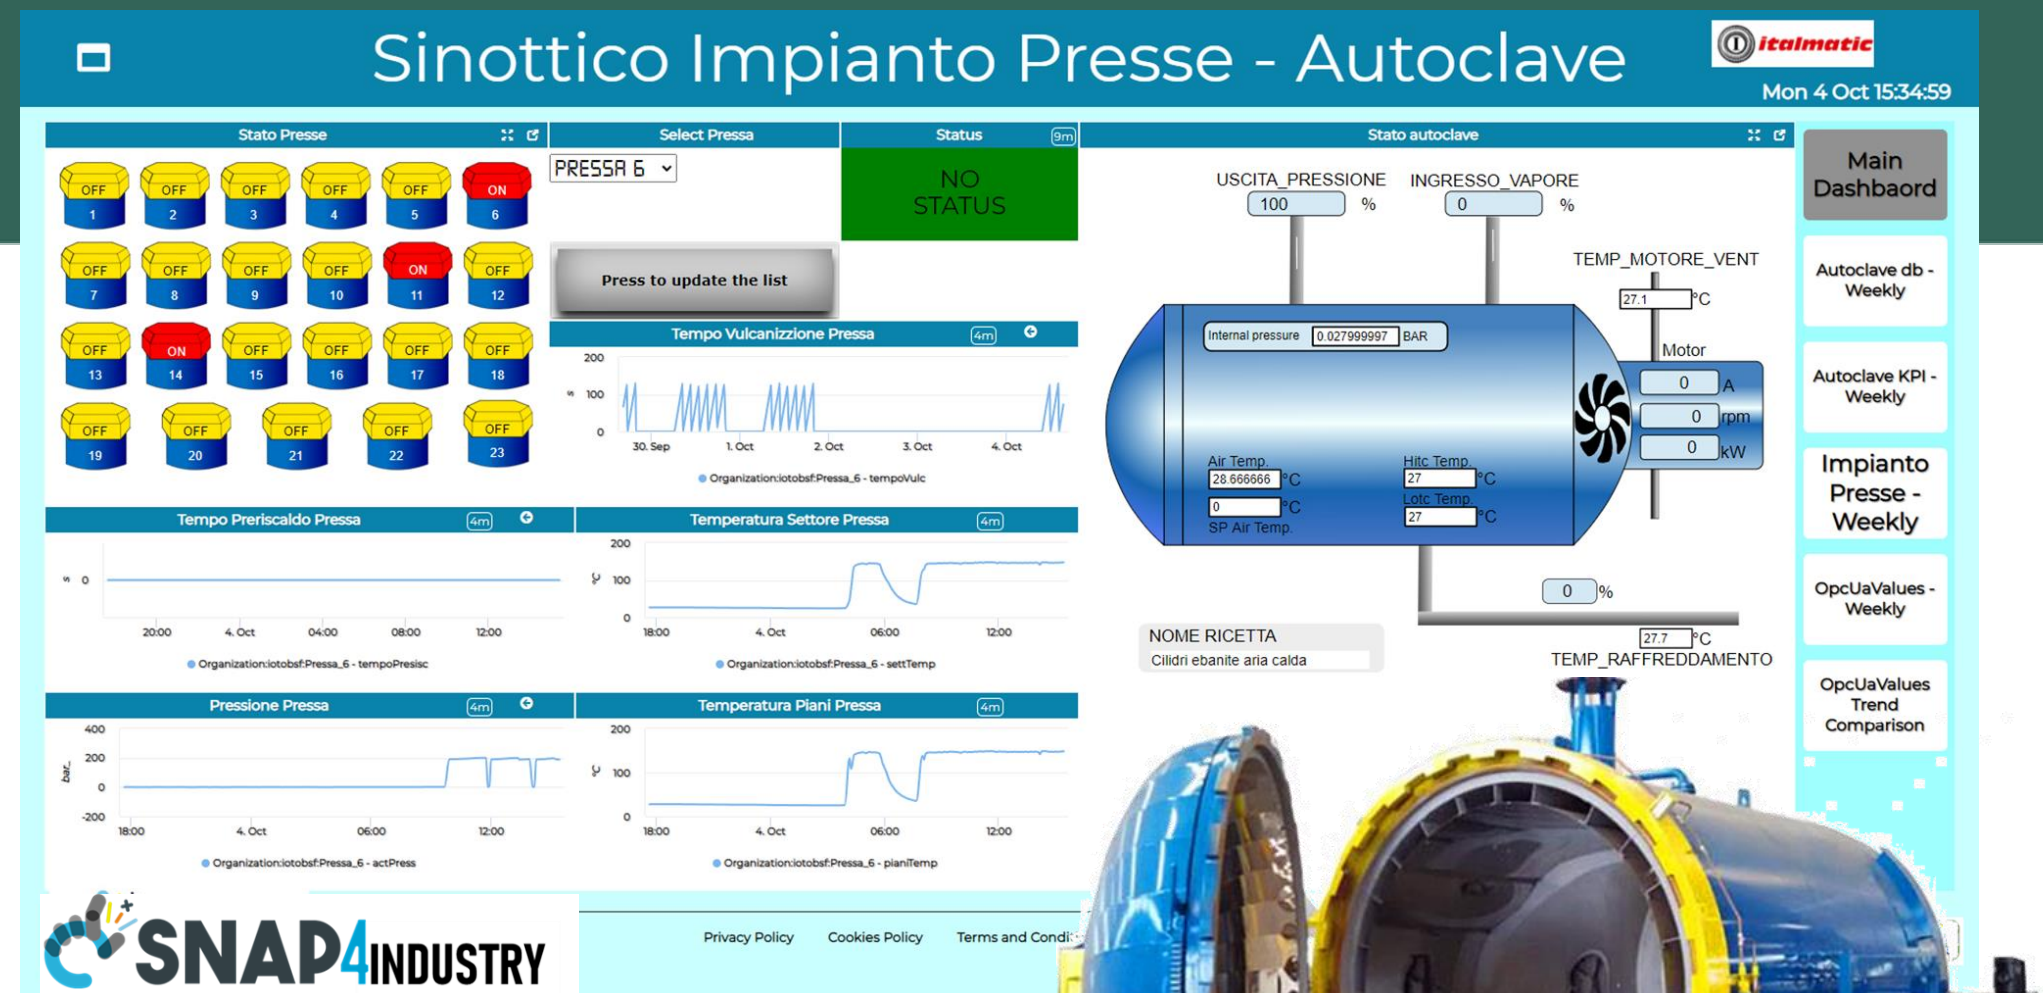 Sinottico Impianto Presse - Autoclave
italmatic
Mon 4 Oct 15:34:59
Stato Presse
OFF OFF OFF OFF OFF ON
1 2 3 4 5 6
OFF OFF OFF OFF ON OFF
7 8 9 10 11 12
OFF ON OFF OFF OFF OFF
13 14 15 16 17 18
OFF OFF OFF OFF OFF
19 20 21 22 23
Select Pressa
PRESSA 6
Press to update the list
Status
9m
NO
STATUS
Tempo Vulcanizzione Pressa
4m
200
100
0
s
30. Sep 1. Oct 2. Oct 3. Oct 4. Oct
Organization:iotobsf:Pressa_6 - tempoVulc
Tempo Preriscaldo Pressa
4m
s 0
20:00 4. Oct 04:00 08:00 12:00
Organization:iotobsf:Pressa_6 - tempoPresisc
Temperatura Settore Pressa
4m
200
°C 100
0
18:00 4. Oct 06:00 12:00
Organization:iotobsf:Pressa_6 - settTemp
Pressione Pressa
4m
400
200
0
-200
bar_
18:00 4. Oct 06:00 12:00
Organization:iotobsf:Pressa_6 - actPress
Temperatura Piani Pressa
4m
200
°C 100
0
18:00 4. Oct 06:00 12:00
Organization:iotobsf:Pressa_6 - pianiTemp
Stato autoclave
USCITA_PRESSIONE INGRESSO_VAPORE
100 % 0 %
TEMP_MOTORE_VENT
27.1 °C
Internal pressure 0.027999997 BAR
Motor
0 A
0 rpm
0 kW
Air Temp.
28.666666 °C
0 °C
SP Air Temp.
Hitc Temp.
27 °C
Lotc Temp.
27 °C
0 %
27.7 °C
TEMP_RAFFREDDAMENTO
NOME RICETTA
Cilidri ebanite aria calda
Main
Dashbaord
Autoclave db -
Weekly
Autoclave KPI -
Weekly
Impianto
Presse -
Weekly
OpcUaValues -
Weekly
OpcUaValues
Trend
Comparison
SNAP4INDUSTRY
Privacy Policy Cookies Policy Terms and Condi